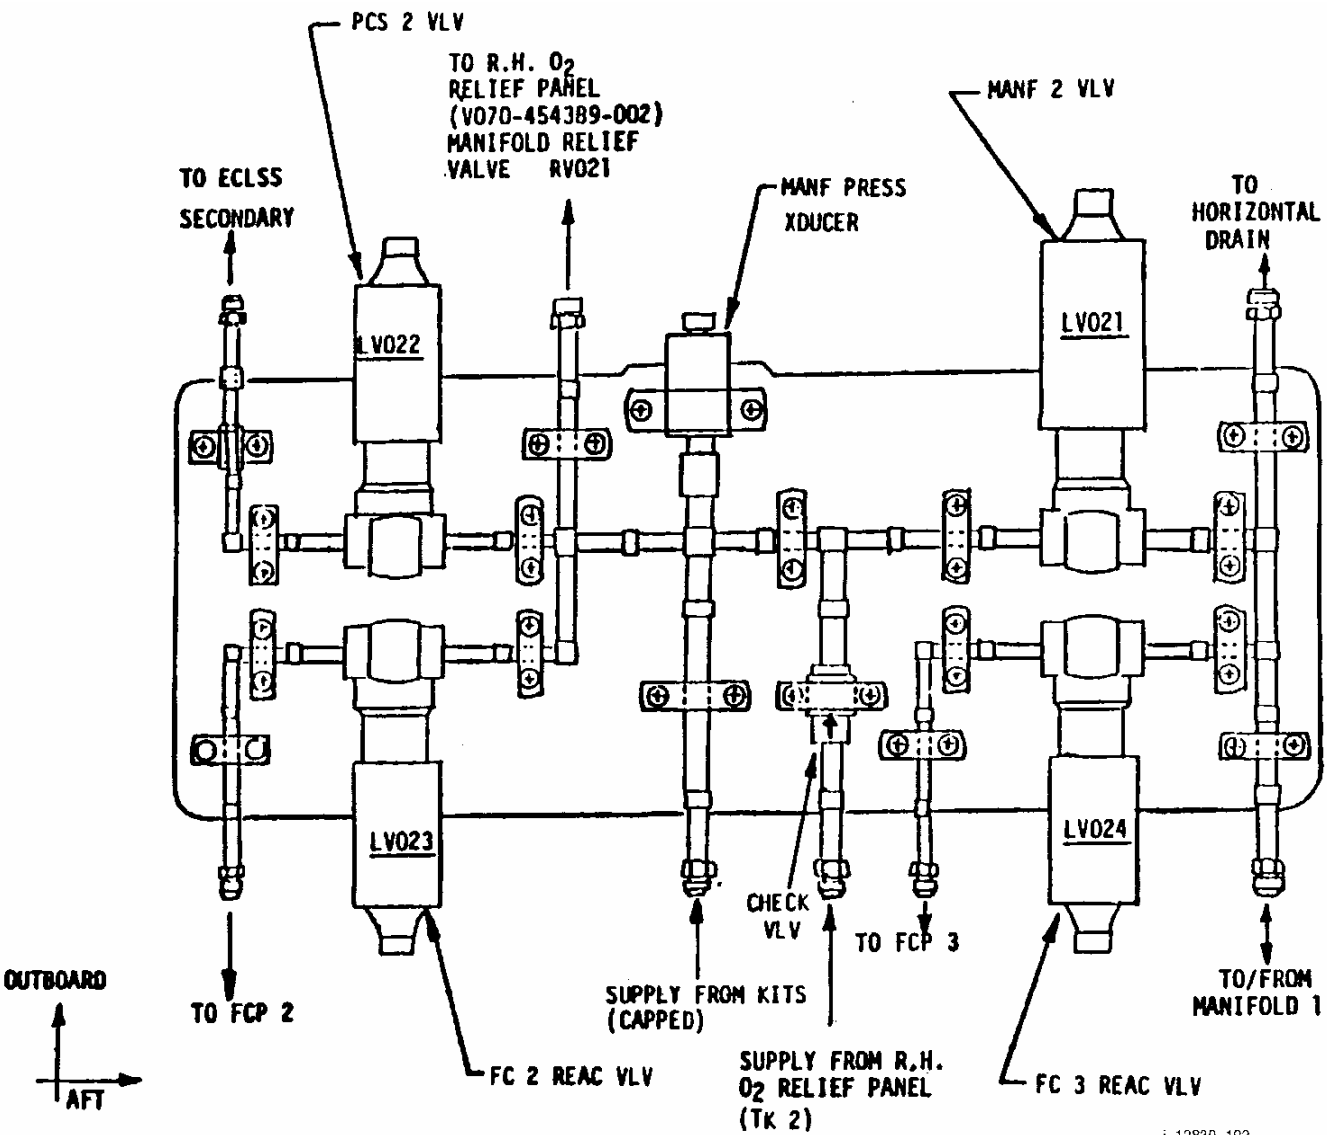 PCS 2 VLV
TO R.H. O2
RELIEF PANEL
(V070-454389-002)
MANIFOLD RELIEF
VALVE RV021
MANF 2 VLV
TO ECLSS
SECONDARY
MANF PRESS
XDUCER
TO
HORIZONTAL
DRAIN
LV022
LV021
LV023
LV024
CHECK
VLV
TO FCP 3
OUTBOARD
AFT
TO FCP 2
SUPPLY FROM KITS
(CAPPED)
TO/FROM
MANIFOLD 1
FC 2 REAC VLV
SUPPLY FROM R.H.
O2 RELIEF PANEL
(TK 2)
FC 3 REAC VLV